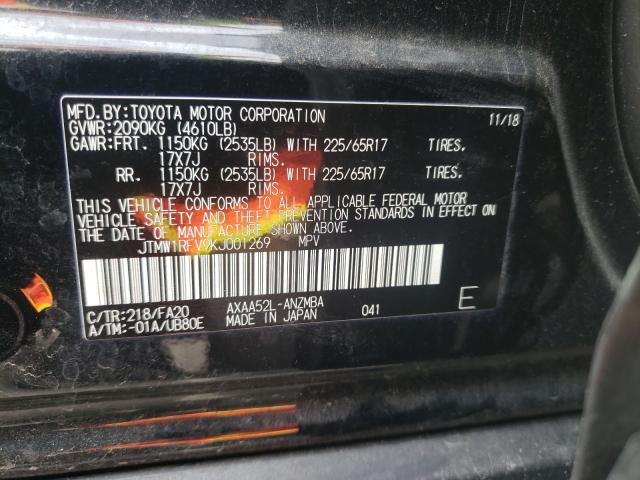 MFD.BY:TOYOTA MOTOR CORPORATION 11/18
GVWR:2090KG (4610LB)
GAWR:FRT. 1150KG (2535LB) WITH 225/65R17 TIRES.
17X7J RIMS.
RR. 1150KG (2535LB) WITH 225/65R17 TIRES.
17X7J RIMS.
THIS VEHICLE CONFORMS TO ALL APPLICABLE FEDERAL MOTOR
VEHICLE SAFETY AND THEFT PREVENTION STANDARDS IN EFFECT ON
THE DATE OF MANUFACTURE SHOWN ABOVE.
JTMW1RFV9KJ001269 MPV
C/TR:218/FA20 AXAA52L-ANZMBA 041 E
A/TM:-01A/UB80E MADE IN JAPAN